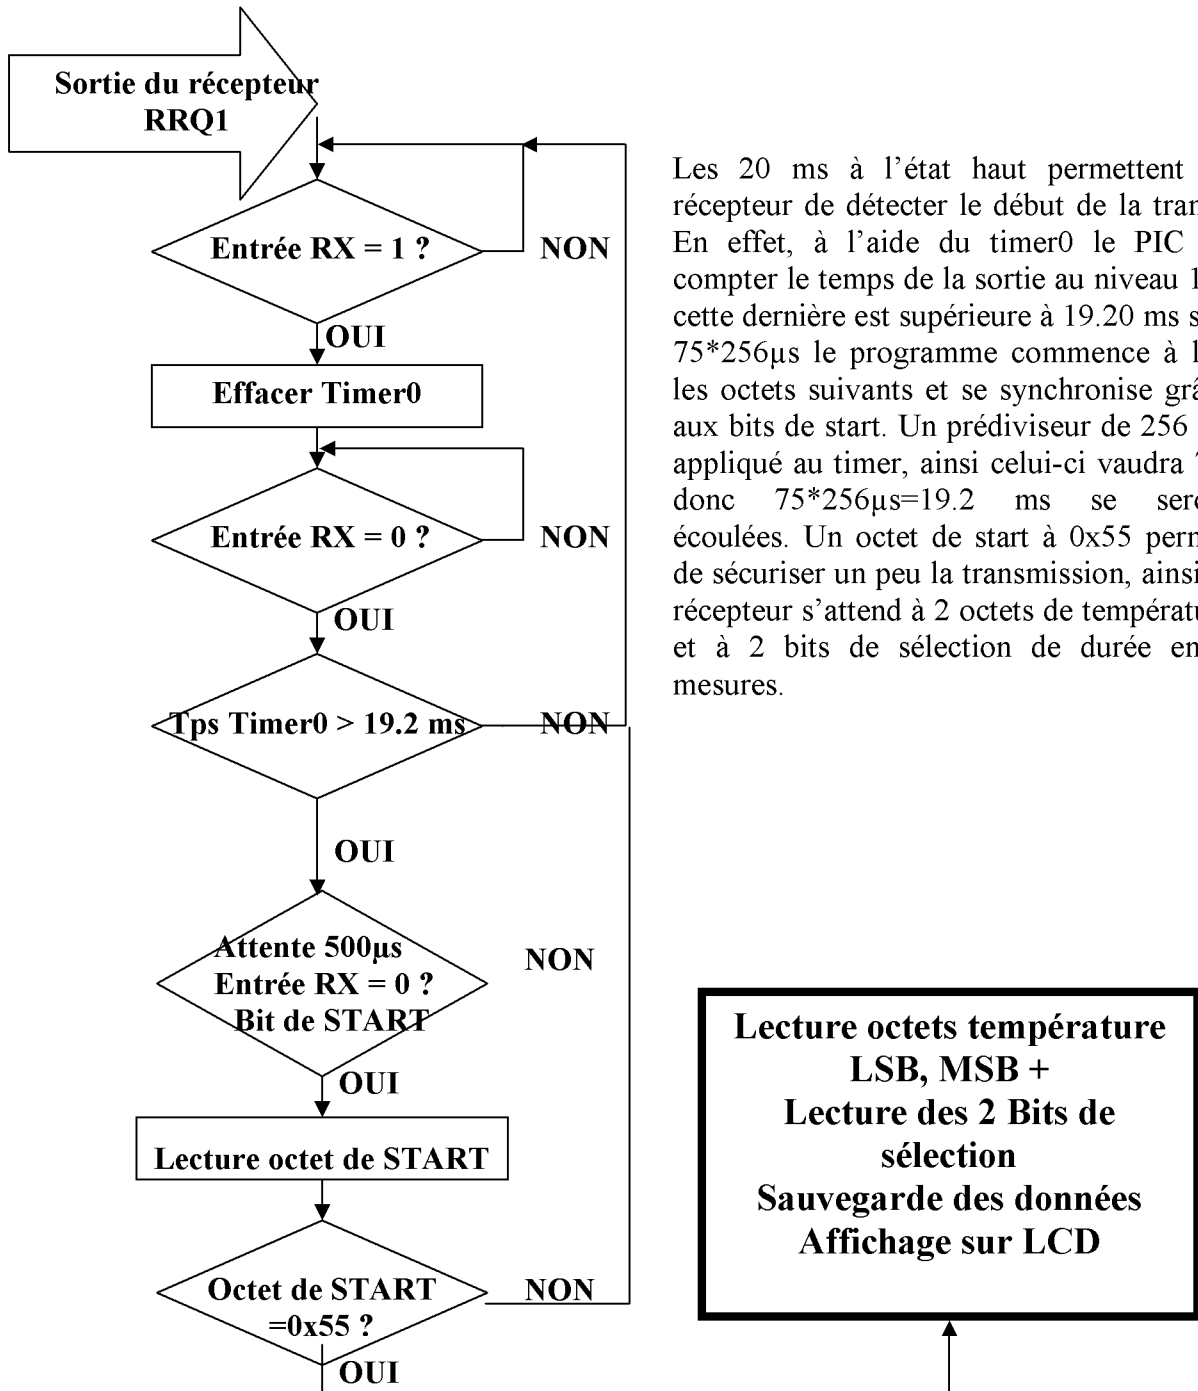 Sortie du récepteur
RRQ1
Entrée RX = 1 ?
NON
OUI
Effacer Timer0
Entrée RX = 0 ?
NON
OUI
Tps Timer0 > 19.2 ms
NON
OUI
Attente 500µs
Entrée RX = 0 ?
Bit de START
NON
OUI
Lecture octet de START
Octet de START
=0x55 ?
NON
OUI
Les 20 ms à l’état haut permettent
récepteur de détecter le début de la
En effet, à l’aide du timer0 le PIC
compter le temps de la sortie au niveau
cette dernière est supérieure à 19.20 ms
75*256µs le programme commence à
les octets suivants et se synchronise
aux bits de start. Un prédiviseur de 256
appliqué au timer, ainsi celui-ci vaudra
donc 75*256µs=19.2 ms se
écoulées. Un octet de start à 0x55
de sécuriser un peu la transmission, ainsi
récepteur s’attend à 2 octets de
et à 2 bits de sélection de durée
mesures.
Lecture octets température
LSB, MSB +
Lecture des 2 Bits de
sélection
Sauvegarde des données
Affichage sur LCD